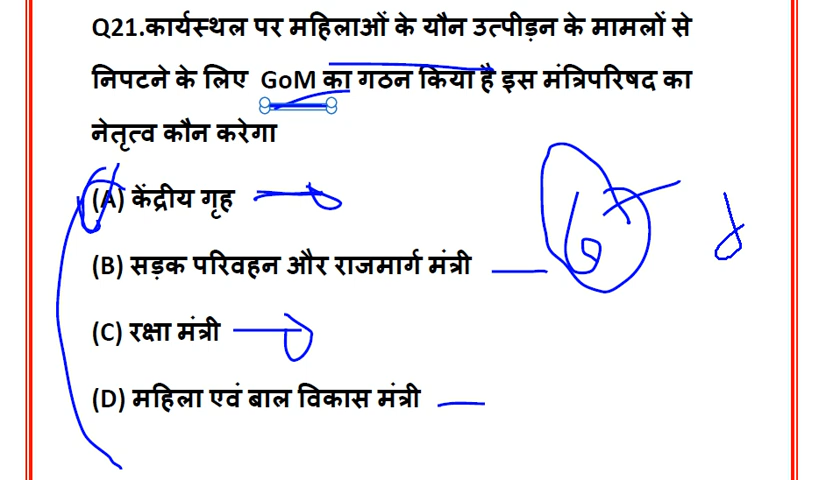 Q21.कार्यस्थल पर महिलाओं के यौन उत्पीड़न के मामलों से
निपटने के लिए GoM का गठन किया है इस मंत्रिपरिषद का
नेतृत्व कौन करेगा
(A) केंद्रीय गृह
(B) सड़क परिवहन और राजमार्ग मंत्री
(C) रक्षा मंत्री
(D) महिला एवं बाल विकास मंत्री